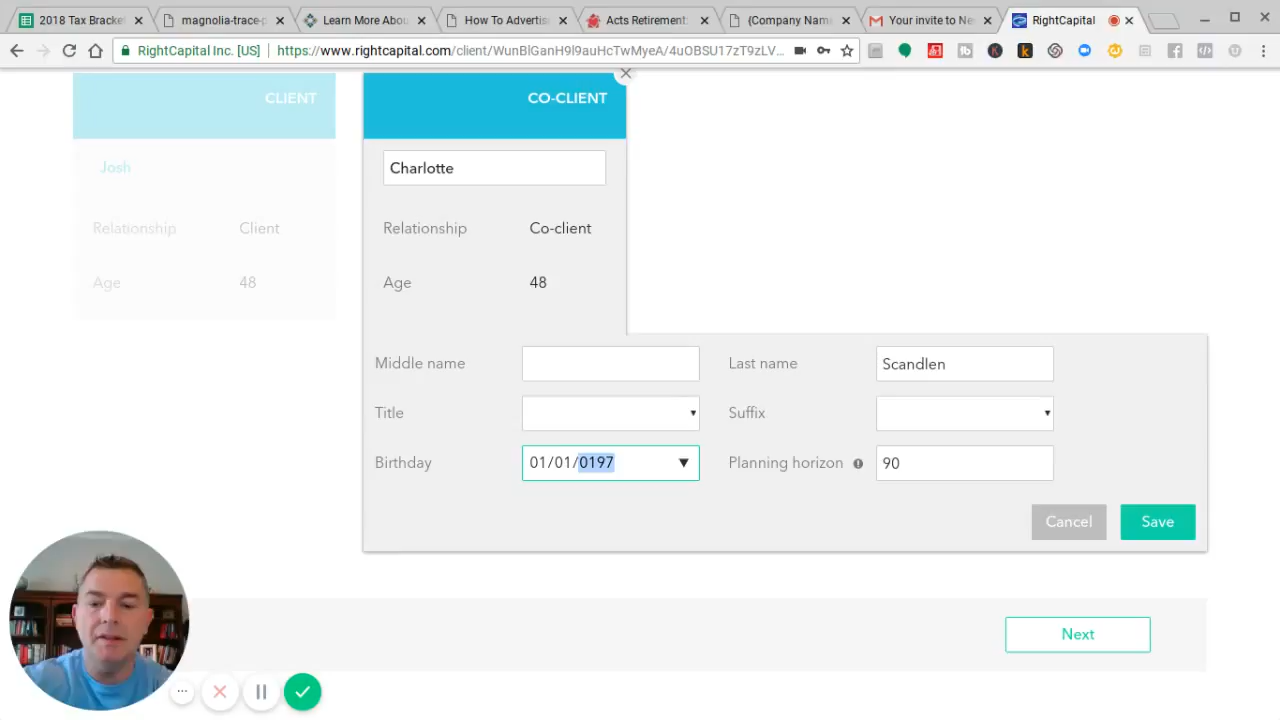 2018 Tax Bracket
magnolia-trace-p
Learn More Abou
How To Advertis
Acts Retirement
{Company Name
Your invite to Ne
RightCapital
RightCapital Inc. [US] https://www.rightcapital.com/client/WunBlGanH9l9auHcTwMyeA/4uOBSU17zT9zLV...
CLIENT
CO-CLIENT
Josh
Charlotte
Relationship Client
Relationship Co-client
Age 48
Age 48
Middle name
Last name Scandlen
Title
Suffix
Birthday 01/01/0197
Planning horizon 90
Cancel
Save
Next